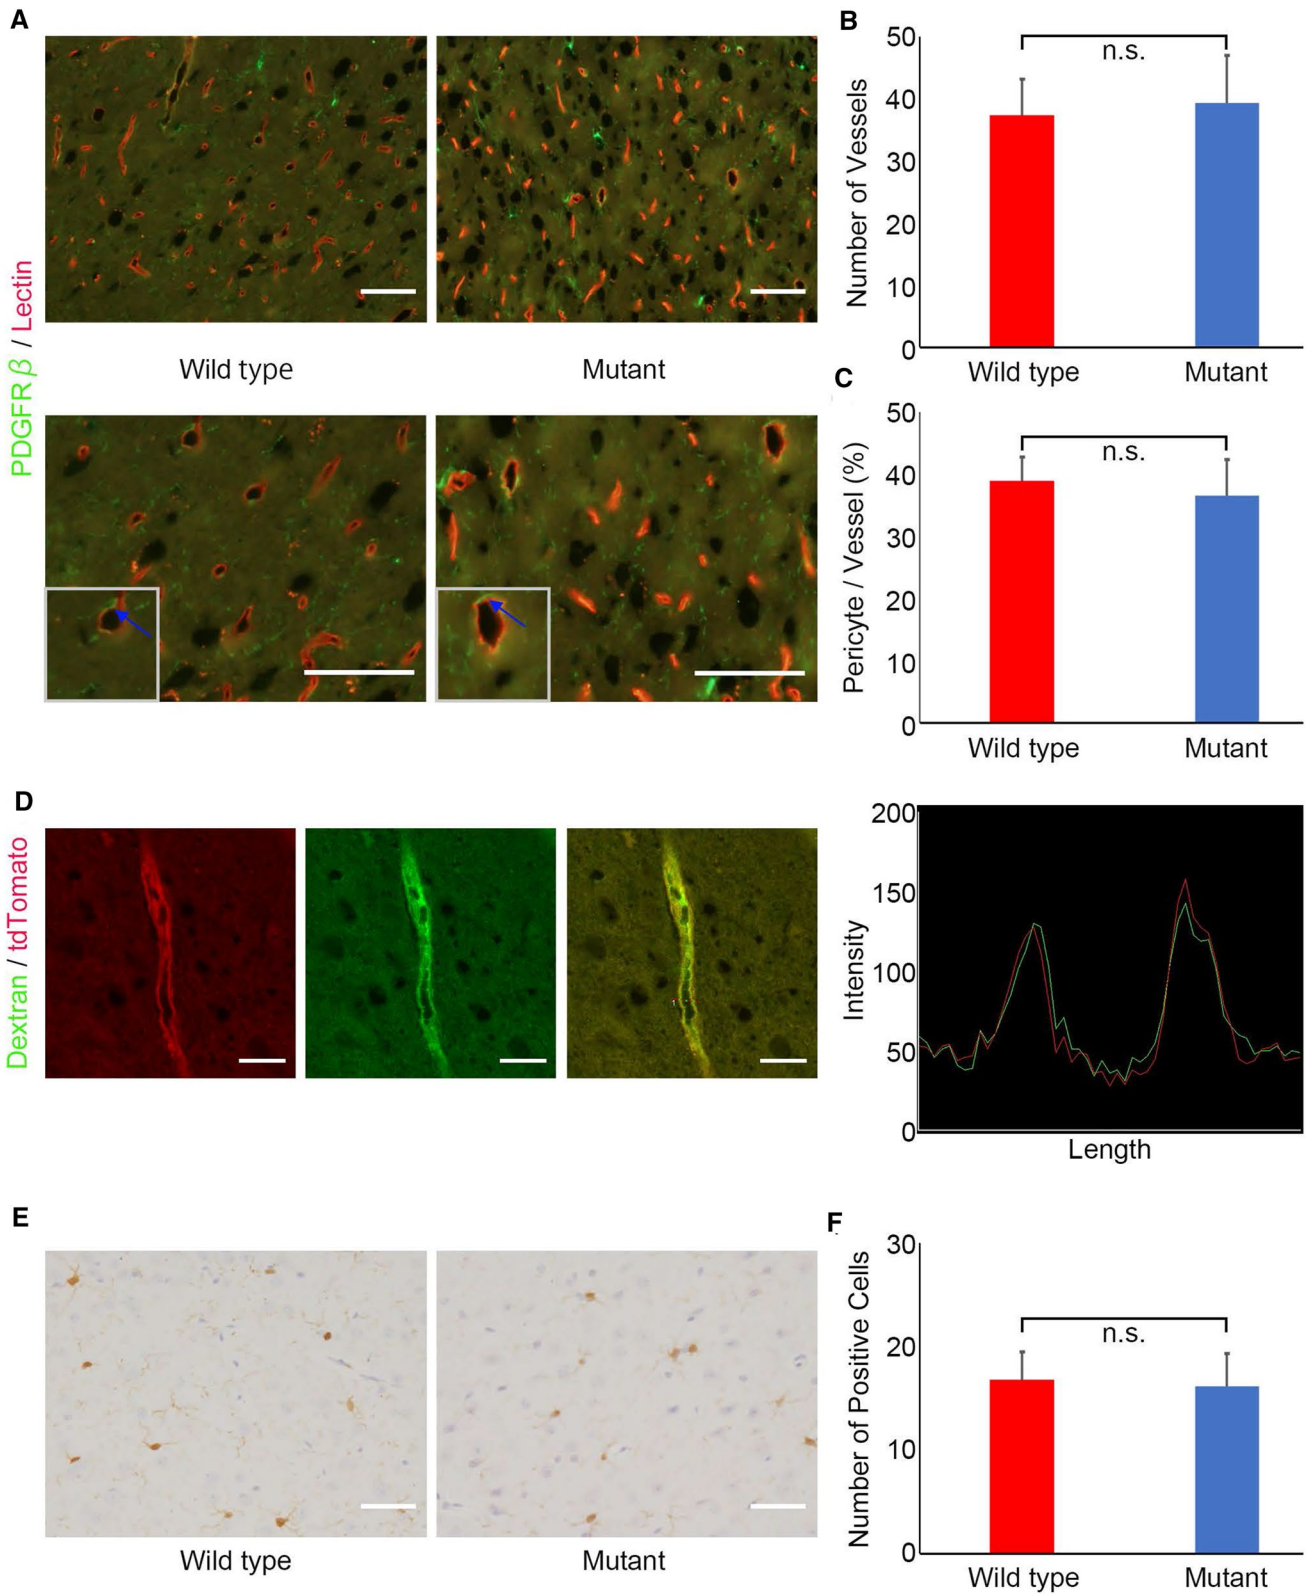 A
PDGFR β / Lectin
Wild type
Mutant
B
Number of Vessels
50
40
30
20
10
0
n.s.
Wild type
Mutant
C
Pericyte / Vessel (%)
50
40
30
20
10
0
n.s.
Wild type
Mutant
D
Dextran / tdTomato
Intensity
200
150
100
50
0
Length
E
Wild type
Mutant
F
Number of Positive Cells
30
20
10
0
n.s.
Wild type
Mutant